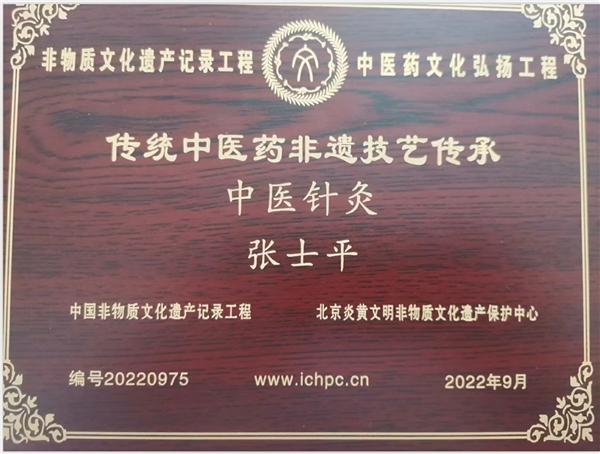 非物质文化遗产记录工程 中医药文化弘扬工程
传统中医药非遗技艺传承
中医针灸
张士平
中国非物质文化遗产记录工程 北京炎黄文明非物质文化遗产保护中心
编号20220975 www.ichpc.cn 2022年9月